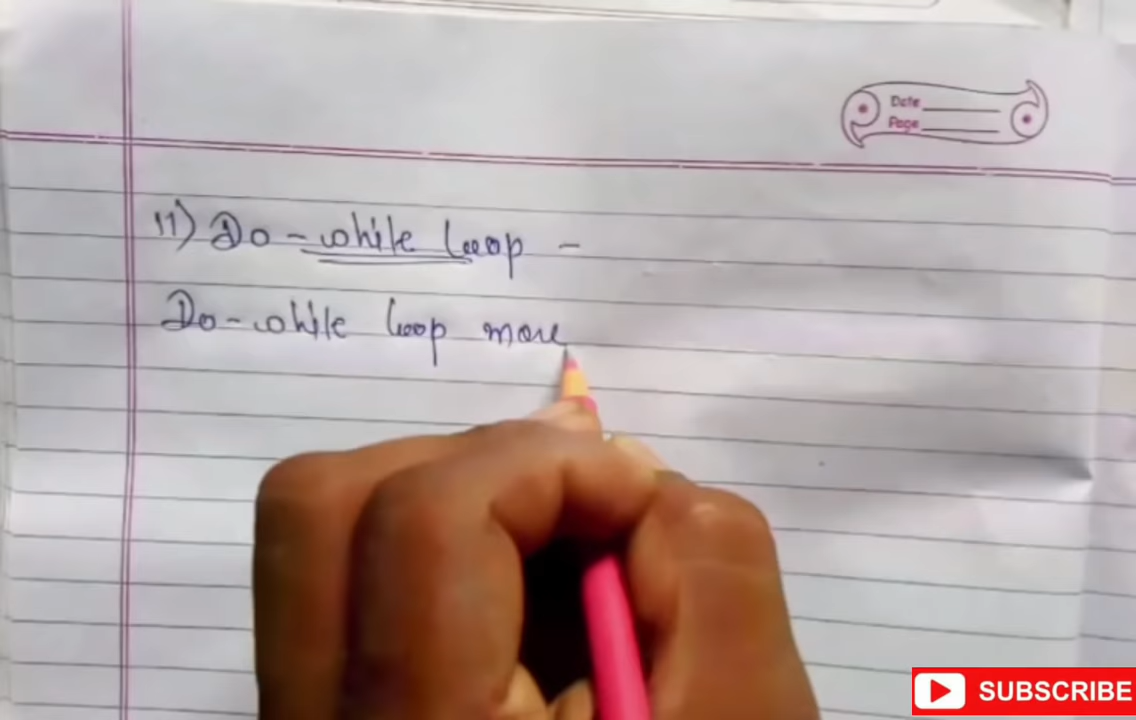 Date
Page
11) Do-while loop -
Do-while loop more
SUBSCRIBE